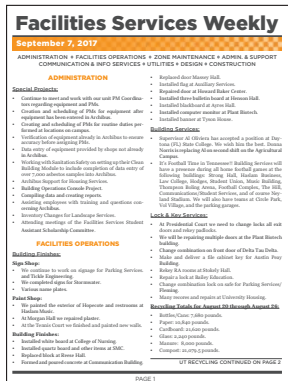 Facilities Services Weekly
September 7, 2017
ADMINISTRATION + FACILITIES OPERATIONS + ZONE MAINTENANCE + ADMIN. & SUPPORT
COMMUNICATION & INFO SERVICES + UTILITIES + DESIGN + CONSTRUCTION
ADMINISTRATION
Special Projects:
• Continue to meet and work with our unit PM Coordinators regarding equipment and PMs.
• Creation and scheduling of PMs for equipment after
equipment has been entered in Archibus.
• Creating and scheduling of PMs for routine duties performed at locations on campus.
• Verification of equipment already in Archibus to ensure
accuracy before assigning PMs.
• Data entry of equipment provided by shops not already
in Archibus.
• Working with Sanitation Safety on setting up their Clean
Building Module to include completion of data entry of
over 7,000 asbestos samples into Archibus.
• Archibus Support for Housing Services.
• Building Operations Console Project.
• Compiling data and creating reports.
• Assisting employees with training and questions concerning Archibus.
• Inventory Changes for Landscape Services.
• Attending meetings of the Facilities Services Student
Assistant Scholarship Committee.
FACILITIES OPERATIONS
Building Finishes:
Sign Shop:
• We continue to work on signage for Parking Services.
and Tickle Engineering.
• We completed signs for Stormwater.
• Various name plates.
Paint Shop:
• We painted the exterior of Hopecote and restrooms at
Haslam Music.
• At Morgan Hall we repaired plaster.
• At the Tennis Court we finished and painted new walls.
Building Finishes:
• Installed white board at College of Nursing.
• Installed quartz board and other items at SMC.
• Replaced block at Reese Hall.
• Formed and poured concrete at Communication Building.
• Replaced door Massey Hall.
• Installed flag at Auxiliary Services.
• Repaired door at Howard Baker Center.
• Installed three bulletin board at Henson Hall.
• Installed blackboard at Ayres Hall.
• Installed computer monitor at Plant Biotech.
• Installed banner at Tyson House.
Building Services:
• Supervisor Al Oliveira has accepted a position at Daytona (FL) State College. We wish him the best. Donna
Norris is replacing Al on second shift on the Agricultural
Campus.
• It's Football Time in Tennessee! Building Services will
have a presence during all home football games at the
following buildings: Strong Hall, Haslam Business,
Law College, Hodges, Student Union, Music Building,
Thompson Boling Arena, Football Complex, The Hill,
Communications/Student Services, and of course Neyland Stadium. We will also have teams at Circle Park,
Vol Village, and the parking garages.
Lock & Key Services:
• At Presidential Court we need to change locks all exit
doors and rekey padlocks.
• We will be repairing multiple doors at the Plant Biotech
building.
• Change combination on front door of Delta Tau Delta.
• Make and deliver a file cabinet key for Austin Peay
Building.
• Rekey RA rooms at Stokely Hall.
• Repair a lock at Bailey Education.
• Change combination lock on safe for Parking Services/
Fleming.
• Many recores and repairs at University Housing.
Recycling Totals for August 20 through August 26:
• Bottles/Cans: 7,680 pounds.
• Paper: 10,840 pounds.
• Cardboard: 21,620 pounds.
• Glass: 2,240 pounds.
• Manure: 6,000 pounds.
UT RECYCLING CONTINUED ON PAGE 2
PAGE 1